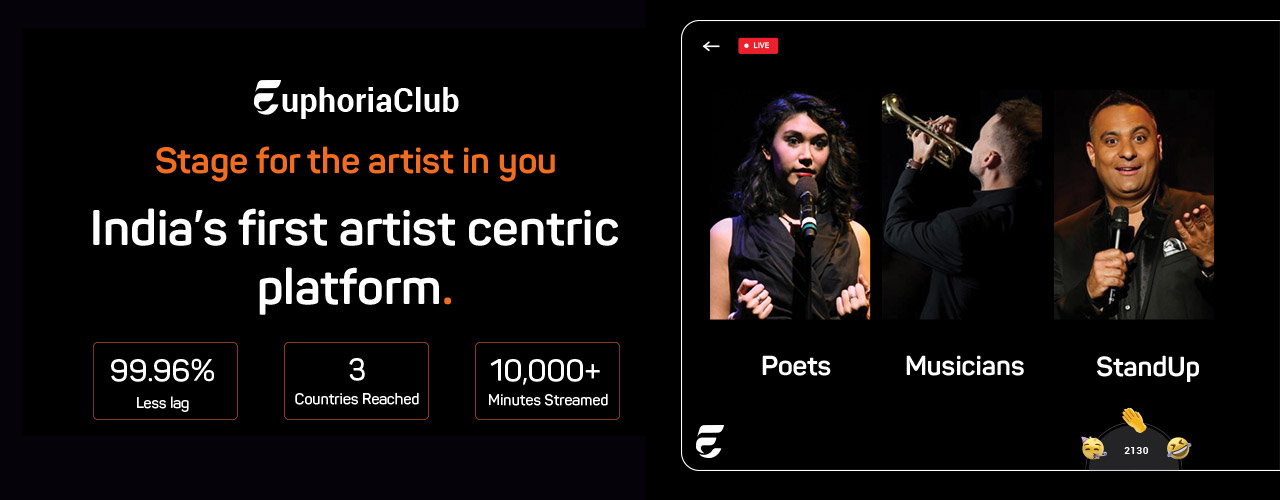 EuphoriaClub
Stage for the artist in you
India's first artist centric
platform.
99.96%
Less lag
3
Countries Reached
10,000+
Minutes Streamed
LIVE
Poets
Musicians
StandUp
2130